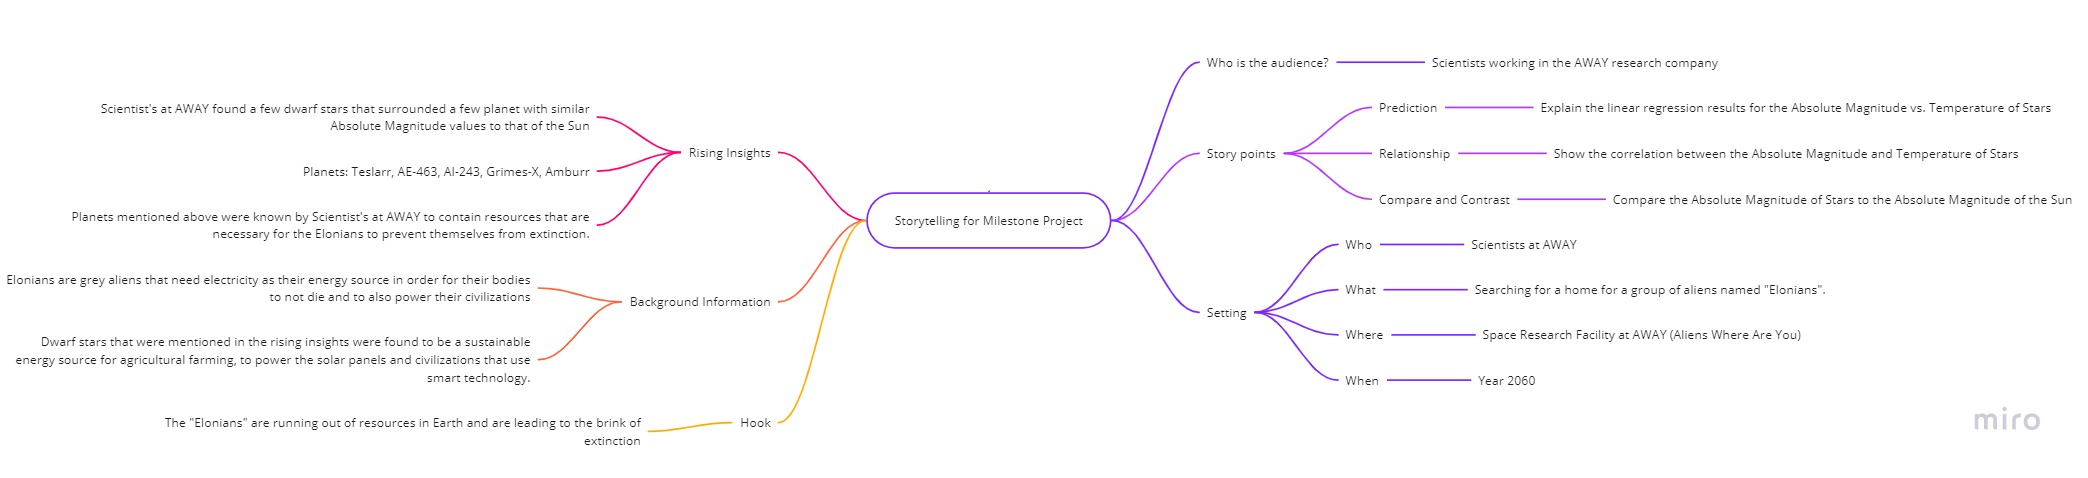 Storytelling for Milestone Project
Who is the audience?
Scientists working in the AWAY research company
Story points
Prediction
Explain the linear regression results for the Absolute Magnitude vs. Temperature of Stars
Relationship
Show the correlation between the Absolute Magnitude and Temperature of Stars
Compare and Contrast
Compare the Absolute Magnitude of Stars to the Absolute Magnitude of the Sun
Setting
Who
Scientists at AWAY
What
Searching for a home for a group of aliens named "Elonians".
Where
Space Research Facility at AWAY (Aliens Where Are You)
When
Year 2060
Rising Insights
Scientist's at AWAY found a few dwarf stars that surrounded a few planet with similar
Absolute Magnitude values to that of the Sun
Planets: Teslarr, AE-463, AI-243, Grimes-X, Amburr
Planets mentioned above were known by Scientist's at AWAY to contain resources that are
necessary for the Elonians to prevent themselves from extinction.
Background Information
Elonians are grey aliens that need electricity as their energy source in order for their bodies
to not die and to also power their civilizations
Dwarf stars that were mentioned in the rising insights were found to be a sustainable
energy source for agricultural farming, to power the solar panels and civilizations that use
smart technology.
Hook
The "Elonians" are running out of resources in Earth and are leading to the brink of
extinction
miro